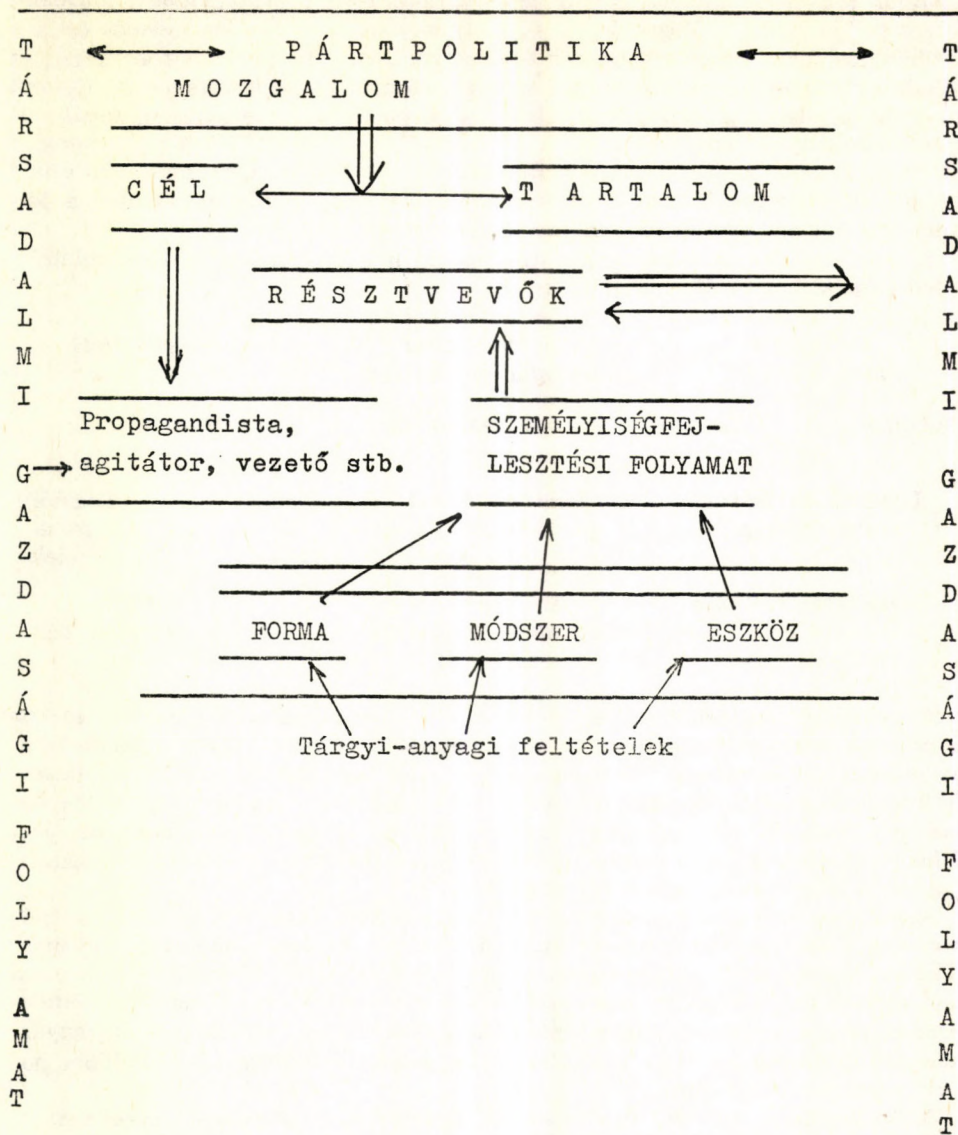 TÁRSADALMI GAZDASÁGI FOLYAMAT
PÁRTPOLITIKA
MOZGALOM
CÉL
TARTALOM
RÉSZTVEVŐK
Propagandista,
agitátor, vezető stb.
SZEMÉLYISÉGFEJ-
LESZTÉSI FOLYAMAT
FORMA MÓDSZER ESZKÖZ
Tárgyi-anyagi feltételek
TÁRSADALMI GAZDASÁGI FOLYAMAT